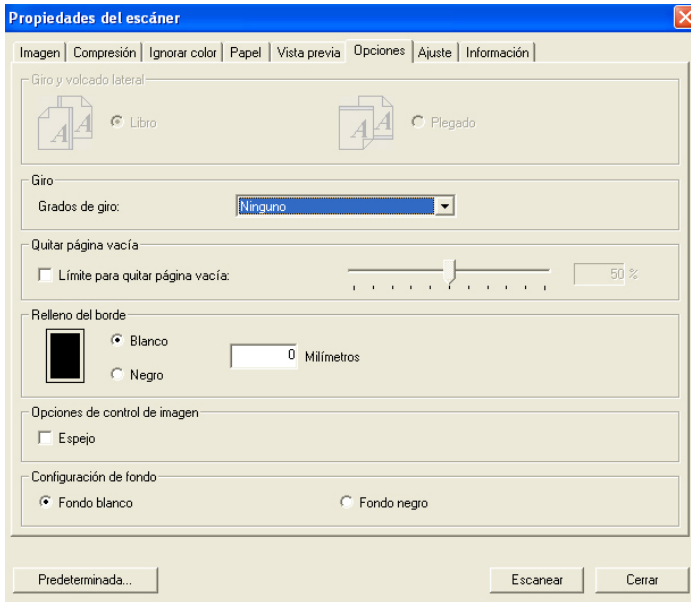 Propiedades del escáner
Imagen Compresión Ignorar color Papel Vista previa Opciones Ajuste Información
Giro y volcado lateral
A A Libro A A Plegado
Giro
Grados de giro: Ninguno
Quitar página vacía
Límite para quitar página vacía: 50 %
Relleno del borde
Blanco
0 Milímetros
Negro
Opciones de control de imagen
Espejo
Configuración de fondo
Fondo blanco Fondo negro
Predeterminada... Escanear Cerrar